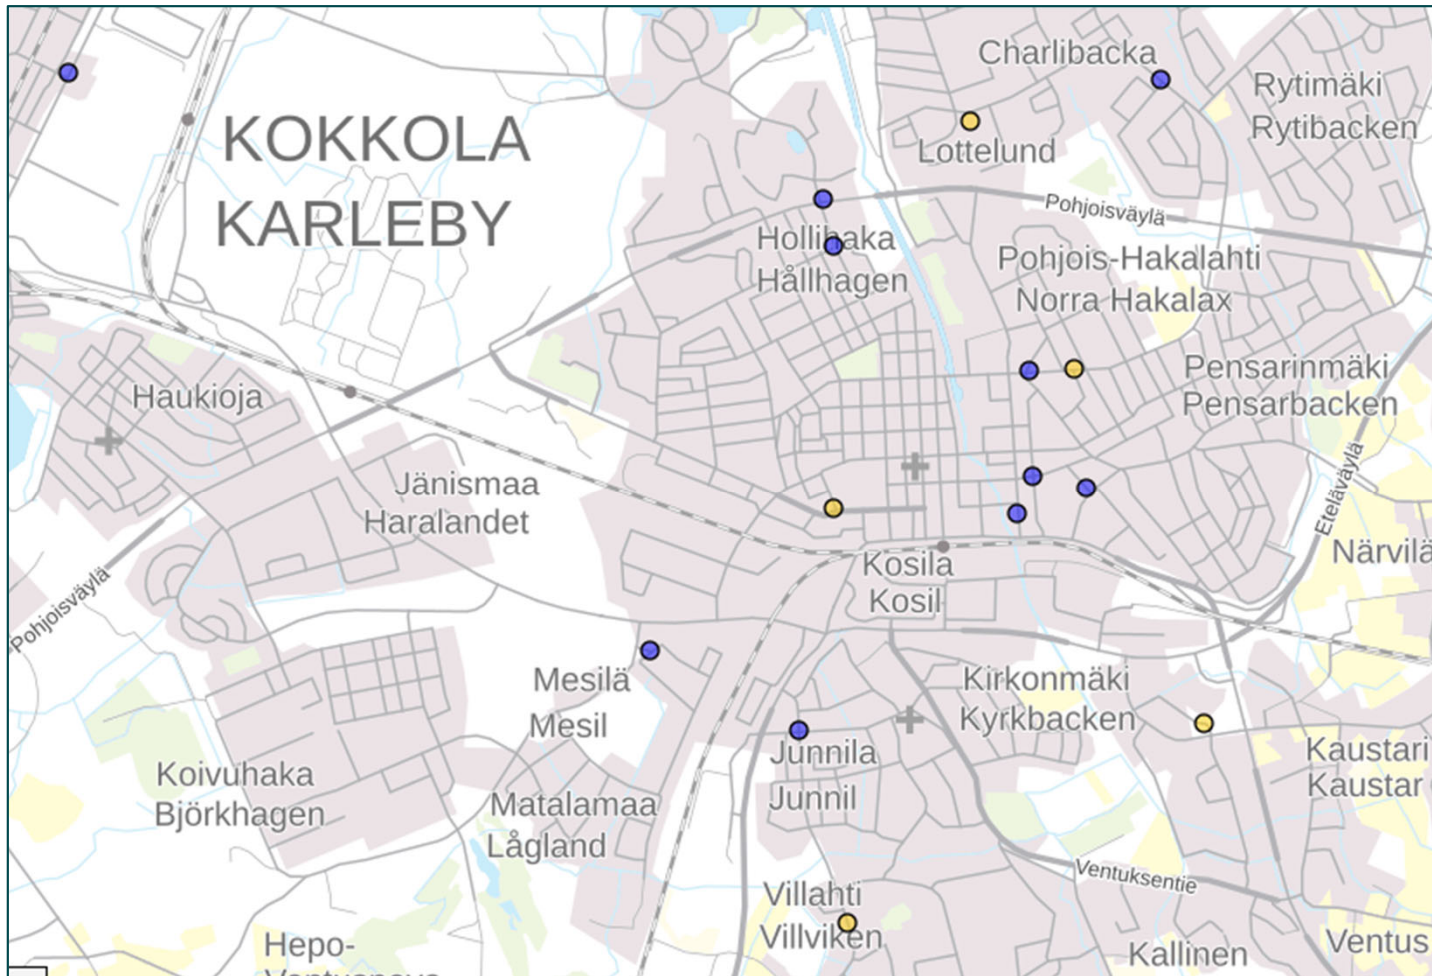 Charlibacka
Rytimäki
Rytibacken
KOKKOLA
KARLEBY
Lottelund
Pohjoisväylä
Hollihaka
Hållhagen
Pohjois-Hakalahti
Norra Hakalax
Pensarinmäki
Pensarbacken
Haukioja
Jänismaa
Haralandet
Eteläväylä
Närvilä
Kosila
Kosil
Pohjoisväylä
Mesilä
Mesil
Kirkonmäki
Kyrkbacken
Junnila
Junnil
Kaustari
Kaustar
Koivuhaka
Björkhagen
Matalamaa
Lågland
Ventuksentie
Villahti
Villviken
Hepo-
Kallinen
Ventus